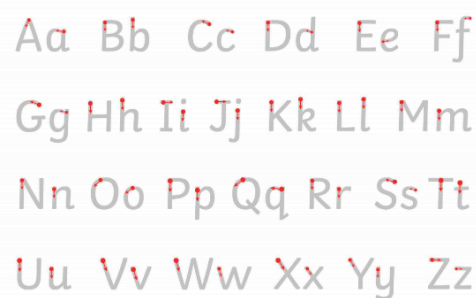 Aa Bb Cc Dd Ee Ff
Gg Hh Ii Jj Kk Ll Mm
Nn Oo Pp Qq Rr Ss Tt
Uu Vv Ww Xx Yy Zz